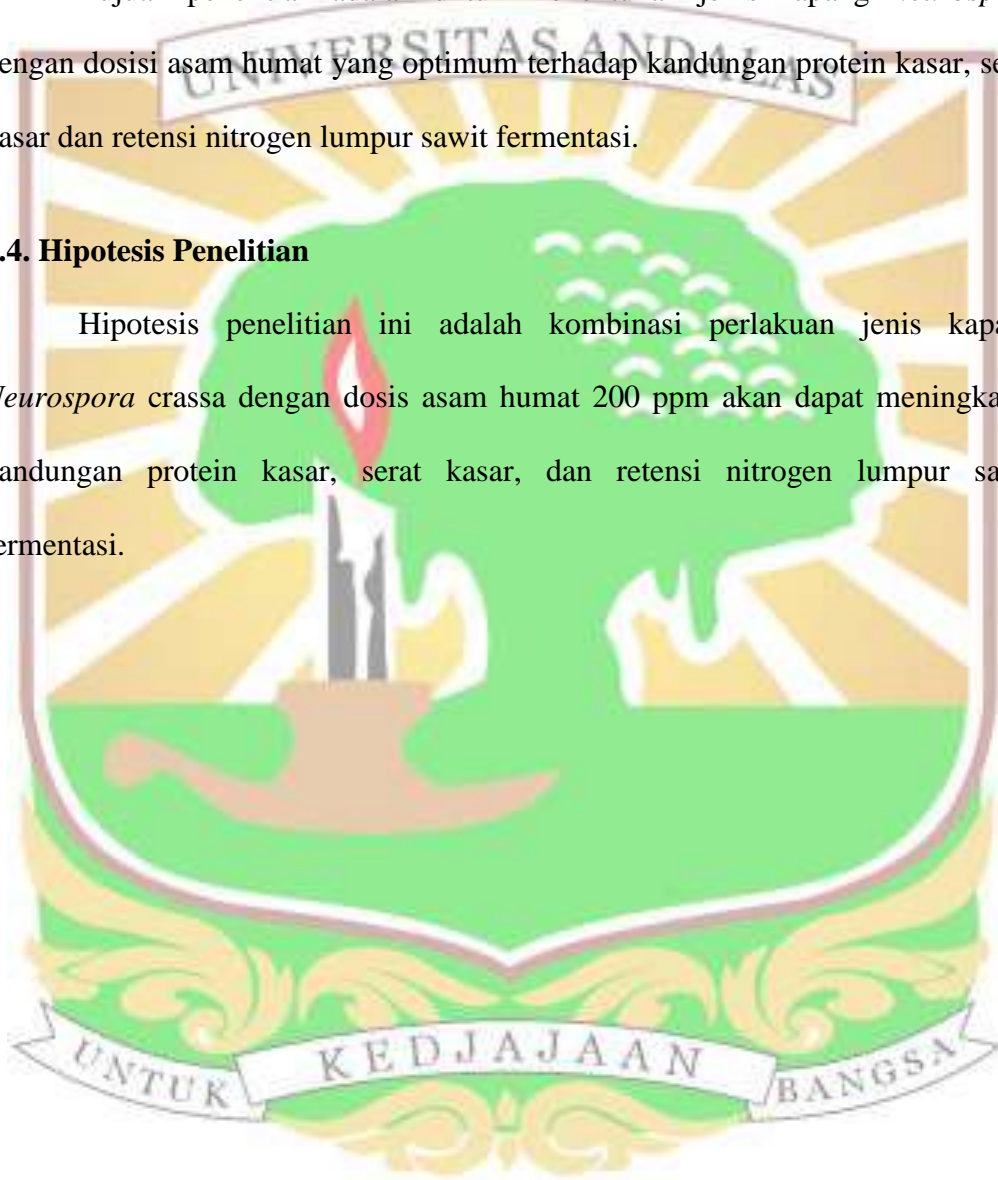 UNIVERSITAS ANDALAS
engan dosisi asam humat yang optimum terhadap kandungan protein kasar, se
asar dan retensi nitrogen lumpur sawit fermentasi.
.4. Hipotesis Penelitian
Hipotesis penelitian ini adalah kombinasi perlakuan jenis kapa
Neurospora crassa dengan dosis asam humat 200 ppm akan dapat meningka
andungan protein kasar, serat kasar, dan retensi nitrogen lumpur sa
ermentasi.
UNTUK KEDJAJAAN BANGSA